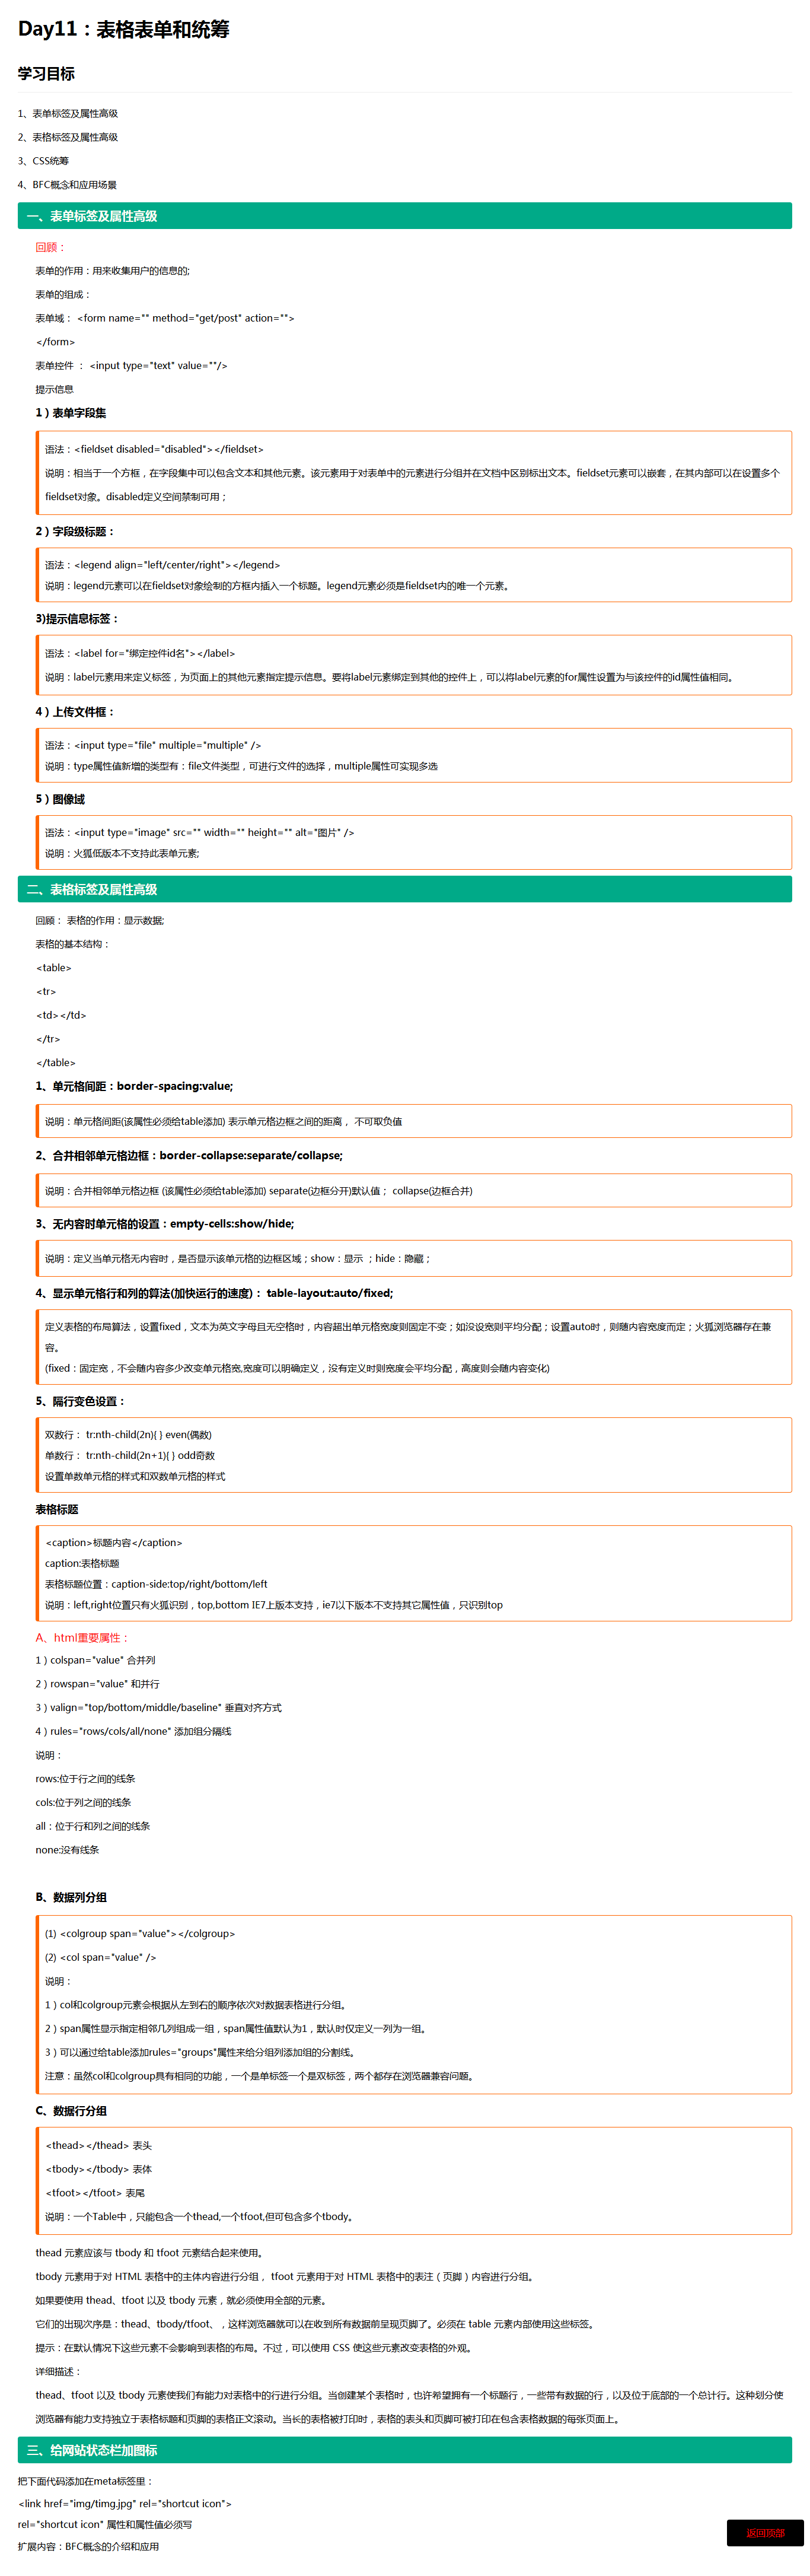 Day11：表格表单和统筹
学习目标
1、表单标签及属性高级
2、表格标签及属性高级
3、CSS统筹
4、BFC概念和应用场景
一、表单标签及属性高级
回顾：
表单的作用：用来收集用户的信息的;
表单的组成：
表单域： <form name="" method="get/post" action="">
</form>
表单控件 ： <input type="text" value=""/>
提示信息
1）表单字段集
语法：<fieldset disabled="disabled"></fieldset>
说明：相当于一个方框，在字段集中可以包含文本和其他元素。该元素用于对表单中的元素进行分组并在文档中区别标出文本。fieldset元素可以嵌套，在其内部可以在设置多个
fieldset对象。disabled定义空间禁制可用；
2）字段级标题：
语法：<legend align="left/center/right"></legend>
说明：legend元素可以在fieldset对象绘制的方框内插入一个标题。legend元素必须是fieldset内的唯一个元素。
3)提示信息标签：
语法：<label for="绑定控件id名"></label>
说明：label元素用来定义标签，为页面上的其他元素指定提示信息。要将label元素绑定到其他的控件上，可以将label元素的for属性设置为与该控件的id属性值相同。
4）上传文件框：
语法：<input type="file" multiple="multiple" />
说明：type属性值新增的类型有：file文件类型，可进行文件的选择，multiple属性可实现多选
5）图像域
语法：<input type="image" src="" width="" height="" alt="图片" />
说明：火狐低版本不支持此表单元素;
二、表格标签及属性高级
回顾： 表格的作用：显示数据;
表格的基本结构：
<table>
<tr>
<td></td>
</tr>
</table>
1、单元格间距：border-spacing:value;
说明：单元格间距(该属性必须给table添加) 表示单元格边框之间的距离， 不可取负值
2、合并相邻单元格边框：border-collapse:separate/collapse;
说明：合并相邻单元格边框 (该属性必须给table添加) separate(边框分开)默认值； collapse(边框合并)
3、无内容时单元格的设置：empty-cells:show/hide;
说明：定义当单元格无内容时，是否显示该单元格的边框区域；show：显示 ；hide：隐藏；
4、显示单元格行和列的算法(加快运行的速度)： table-layout:auto/fixed;
定义表格的布局算法，设置fixed，文本为英文字母且无空格时，内容超出单元格宽度则固定不变；如没设宽则平均分配；设置auto时，则随内容宽度而定；火狐浏览器存在兼
容。
(fixed：固定宽，不会随内容多少改变单元格宽,宽度可以明确定义，没有定义时则宽度会平均分配，高度则会随内容变化)
5、隔行变色设置：
双数行： tr:nth-child(2n){ } even(偶数)
单数行： tr:nth-child(2n+1){ } odd奇数
设置单数单元格的样式和双数单元格的样式
表格标题
<caption>标题内容</caption>
caption:表格标题
表格标题位置：caption-side:top/right/bottom/left
说明：left,right位置只有火狐识别，top,bottom IE7上版本支持，ie7以下版本不支持其它属性值，只识别top
A、html重要属性：
1）colspan="value" 合并列
2）rowspan="value" 和并行
3）valign="top/bottom/middle/baseline" 垂直对齐方式
4）rules="rows/cols/all/none" 添加组分隔线
说明：
rows:位于行之间的线条
cols:位于列之间的线条
all：位于行和列之间的线条
none:没有线条
B、数据列分组
(1) <colgroup span="value"></colgroup>
(2) <col span="value" />
说明：
1）col和colgroup元素会根据从左到右的顺序依次对数据表格进行分组。
2）span属性显示指定相邻几列组成一组，span属性值默认为1，默认时仅定义一列为一组。
3）可以通过给table添加rules="groups"属性来给分组列添加组的分割线。
注意：虽然col和colgroup具有相同的功能，一个是单标签一个是双标签，两个都存在浏览器兼容问题。
C、数据行分组
<thead></thead> 表头
<tbody></tbody> 表体
<tfoot></tfoot> 表尾
说明：一个Table中，只能包含一个thead,一个tfoot,但可包含多个tbody。
thead 元素应该与 tbody 和 tfoot 元素结合起来使用。
tbody 元素用于对 HTML 表格中的主体内容进行分组， tfoot 元素用于对 HTML 表格中的表注（页脚）内容进行分组。
如果要使用 thead、tfoot 以及 tbody 元素，就必须使用全部的元素。
它们的出现次序是：thead、tbody/tfoot、，这样浏览器就可以在收到所有数据前呈现页脚了。必须在 table 元素内部使用这些标签。
提示：在默认情况下这些元素不会影响到表格的布局。不过，可以使用 CSS 使这些元素改变表格的外观。
详细描述：
thead、tfoot 以及 tbody 元素使我们有能力对表格中的行进行分组。当创建某个表格时，也许希望拥有一个标题行，一些带有数据的行，以及位于底部的一个总计行。这种划分使
浏览器有能力支持独立于表格标题和页脚的表格正文滚动。当长的表格被打印时，表格的表头和页脚可被打印在包含表格数据的每张页面上。
三、给网站状态栏加图标
把下面代码添加在meta标签里：
<link href="img/timg.jpg" rel="shortcut icon">
rel="shortcut icon" 属性和属性值必须写
返回顶部
扩展内容：BFC概念的介绍和应用